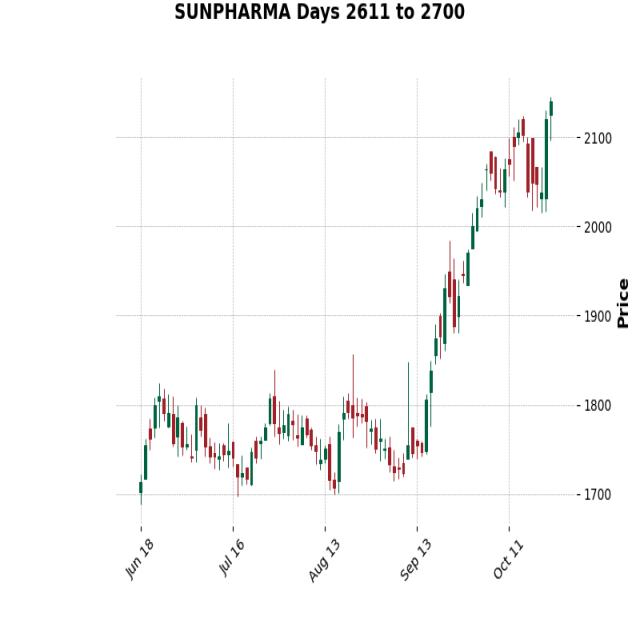 SUNPHARMA Days 2611 to 2700
2100
2000
1900
1800
1700
Price
Jun 18
Jul 16
Aug 13
Sep 13
Oct 11